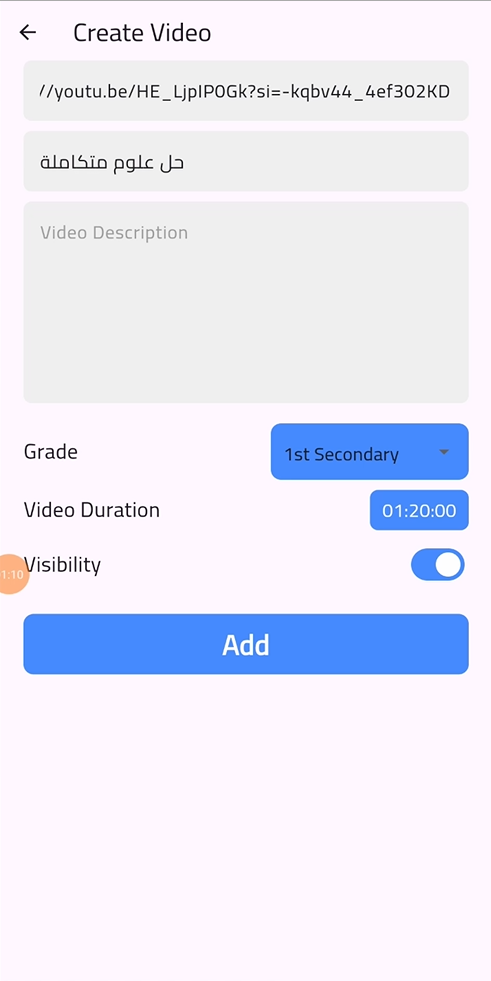 Create Video
//youtu.be/HE_LjpIP0Gk?si=-kqbv44_4ef302KD
حل علوم متكاملة
Video Description
Grade
1st Secondary
Video Duration
01:20:00
Visibility
1:10
Add